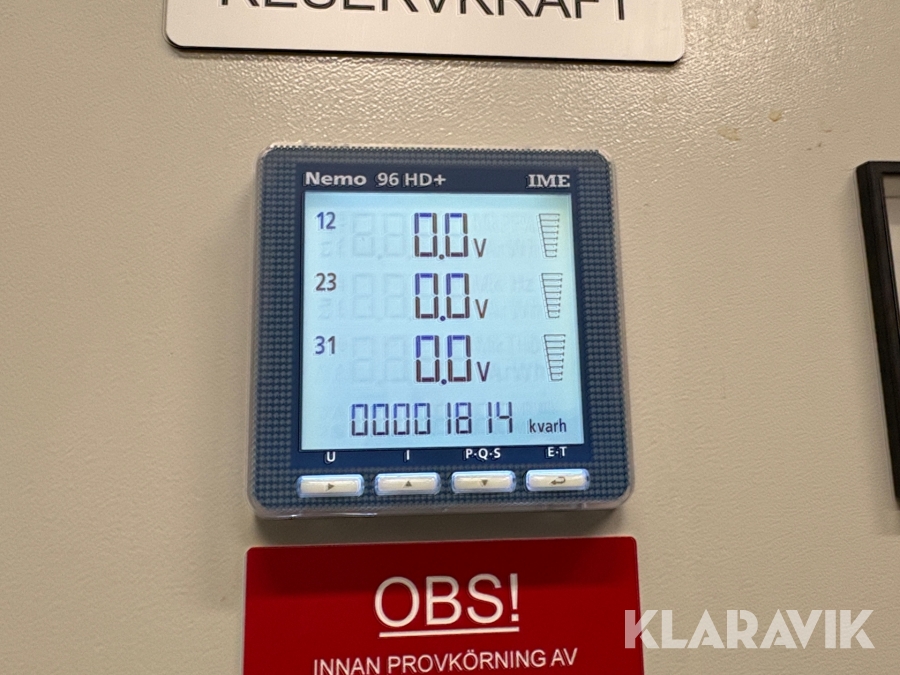 RESERVKRAFT
Nemo 96 HD+ IME
12 0.0 V
23 0.0 V
31 0.0 V
00001814 kvarh
U I P·Q·S E·T
OBS!
INNAN PROVKÖRNING AV
KLARAVIK